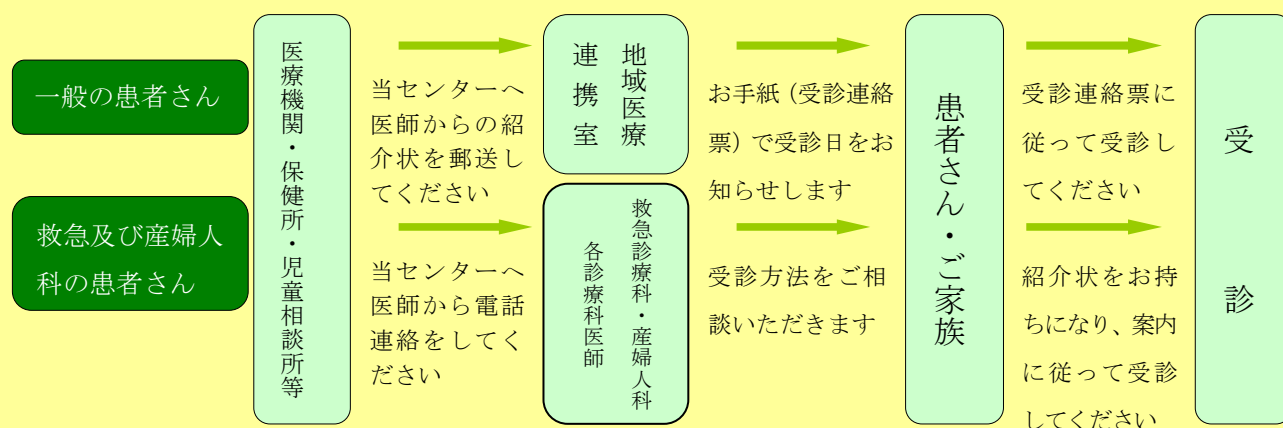 一般の患者さん
救急及び産婦人
科の患者さん
医療機関・保健所・児童相談所等
当センターへ
医師からの紹
介状を郵送し
てください
当センターへ
医師から電話
連絡をしてく
ださい
地域医療
連携室
救急診療科・産婦人科
各診療科医師
お手紙（受診連絡
票）で受診日をお
知らせします
受診方法をご相
談いただきます
患者さん・ご家族
受診連絡票に
従って受診し
てください
紹介状をお持
ちになり、案内
に従って受診
してください
受診